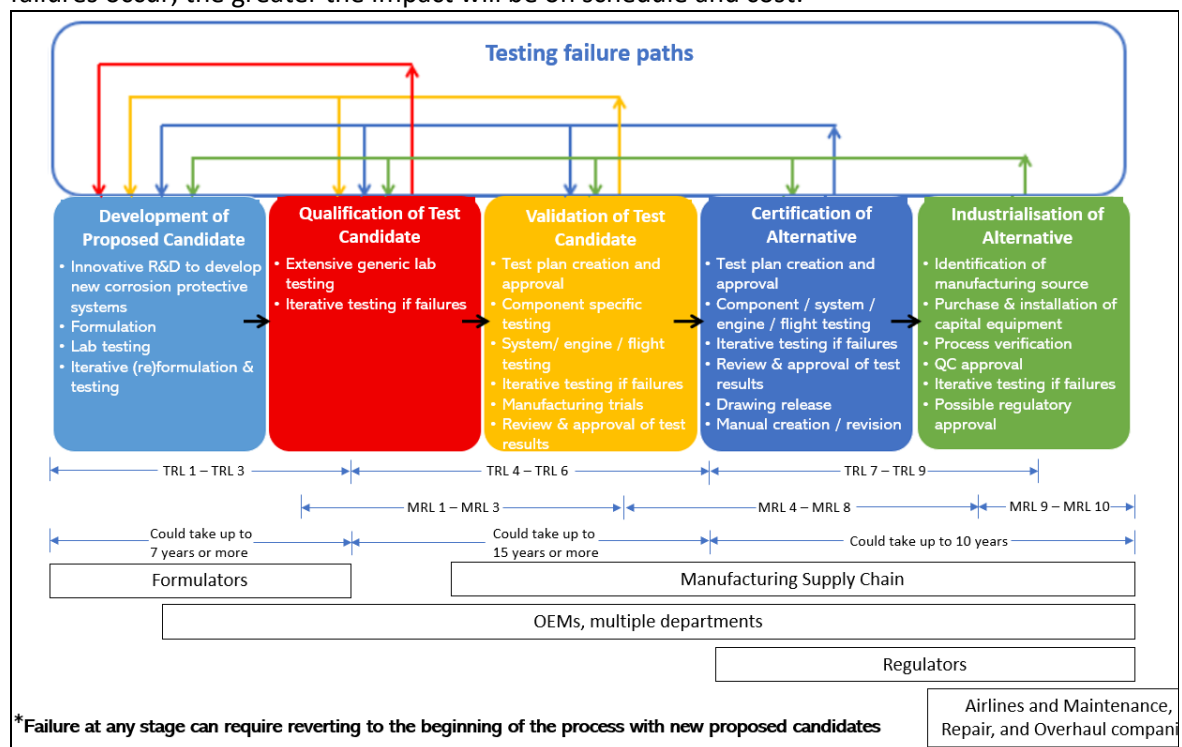 failures occur, the greater the impact will be on schedule and cost.
Testing failure paths
Development of
Proposed Candidate
• Innovative R&D to develop
new corrosion protective
systems
• Formulation
• Lab testing
• Iterative (re)formulation &
testing
Qualification of Test
Candidate
• Extensive generic lab
testing
• Iterative testing if failures
Validation of Test
Candidate
• Test plan creation and
approval
• Component specific
testing
• System/ engine / flight
testing
• Iterative testing if failures
• Manufacturing trials
• Review & approval of test
results
Certification of
Alternative
• Test plan creation and
approval
• Component / system /
engine / flight testing
• Iterative testing if failures
• Review & approval of test
results
• Drawing release
• Manual creation / revision
Industrialisation of
Alternative
• Identification of
manufacturing source
• Purchase & installation of
capital equipment
• Process verification
• QC approval
• Iterative testing if failures
• Possible regulatory
approval
TRL 1 – TRL 3
TRL 4 – TRL 6
TRL 7 – TRL 9
MRL 1 – MRL 3
MRL 4 – MRL 8
MRL 9 – MRL 10
Could take up to
7 years or more
Could take up to
15 years or more
Could take up to 10 years
Formulators
Manufacturing Supply Chain
OEMs, multiple departments
Regulators
Airlines and Maintenance,
Repair, and Overhaul compani
*Failure at any stage can require reverting to the beginning of the process with new proposed candidates